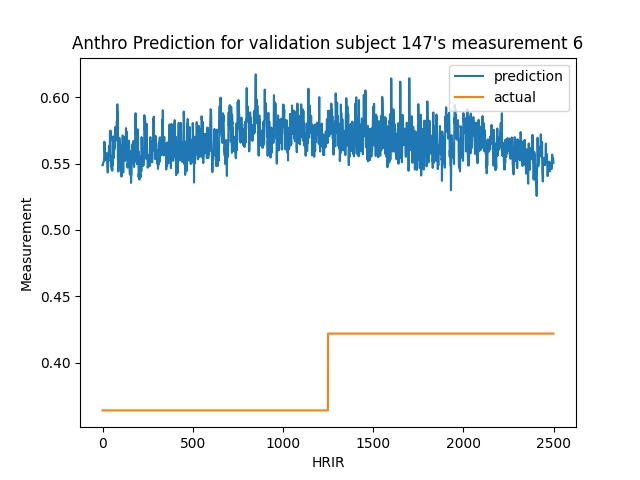 Anthro Prediction for validation subject 147's measurement 6
prediction
actual
0.60
0.55
0.50
0.45
0.40
Measurement
0
500
1000
1500
2000
2500
HRIR